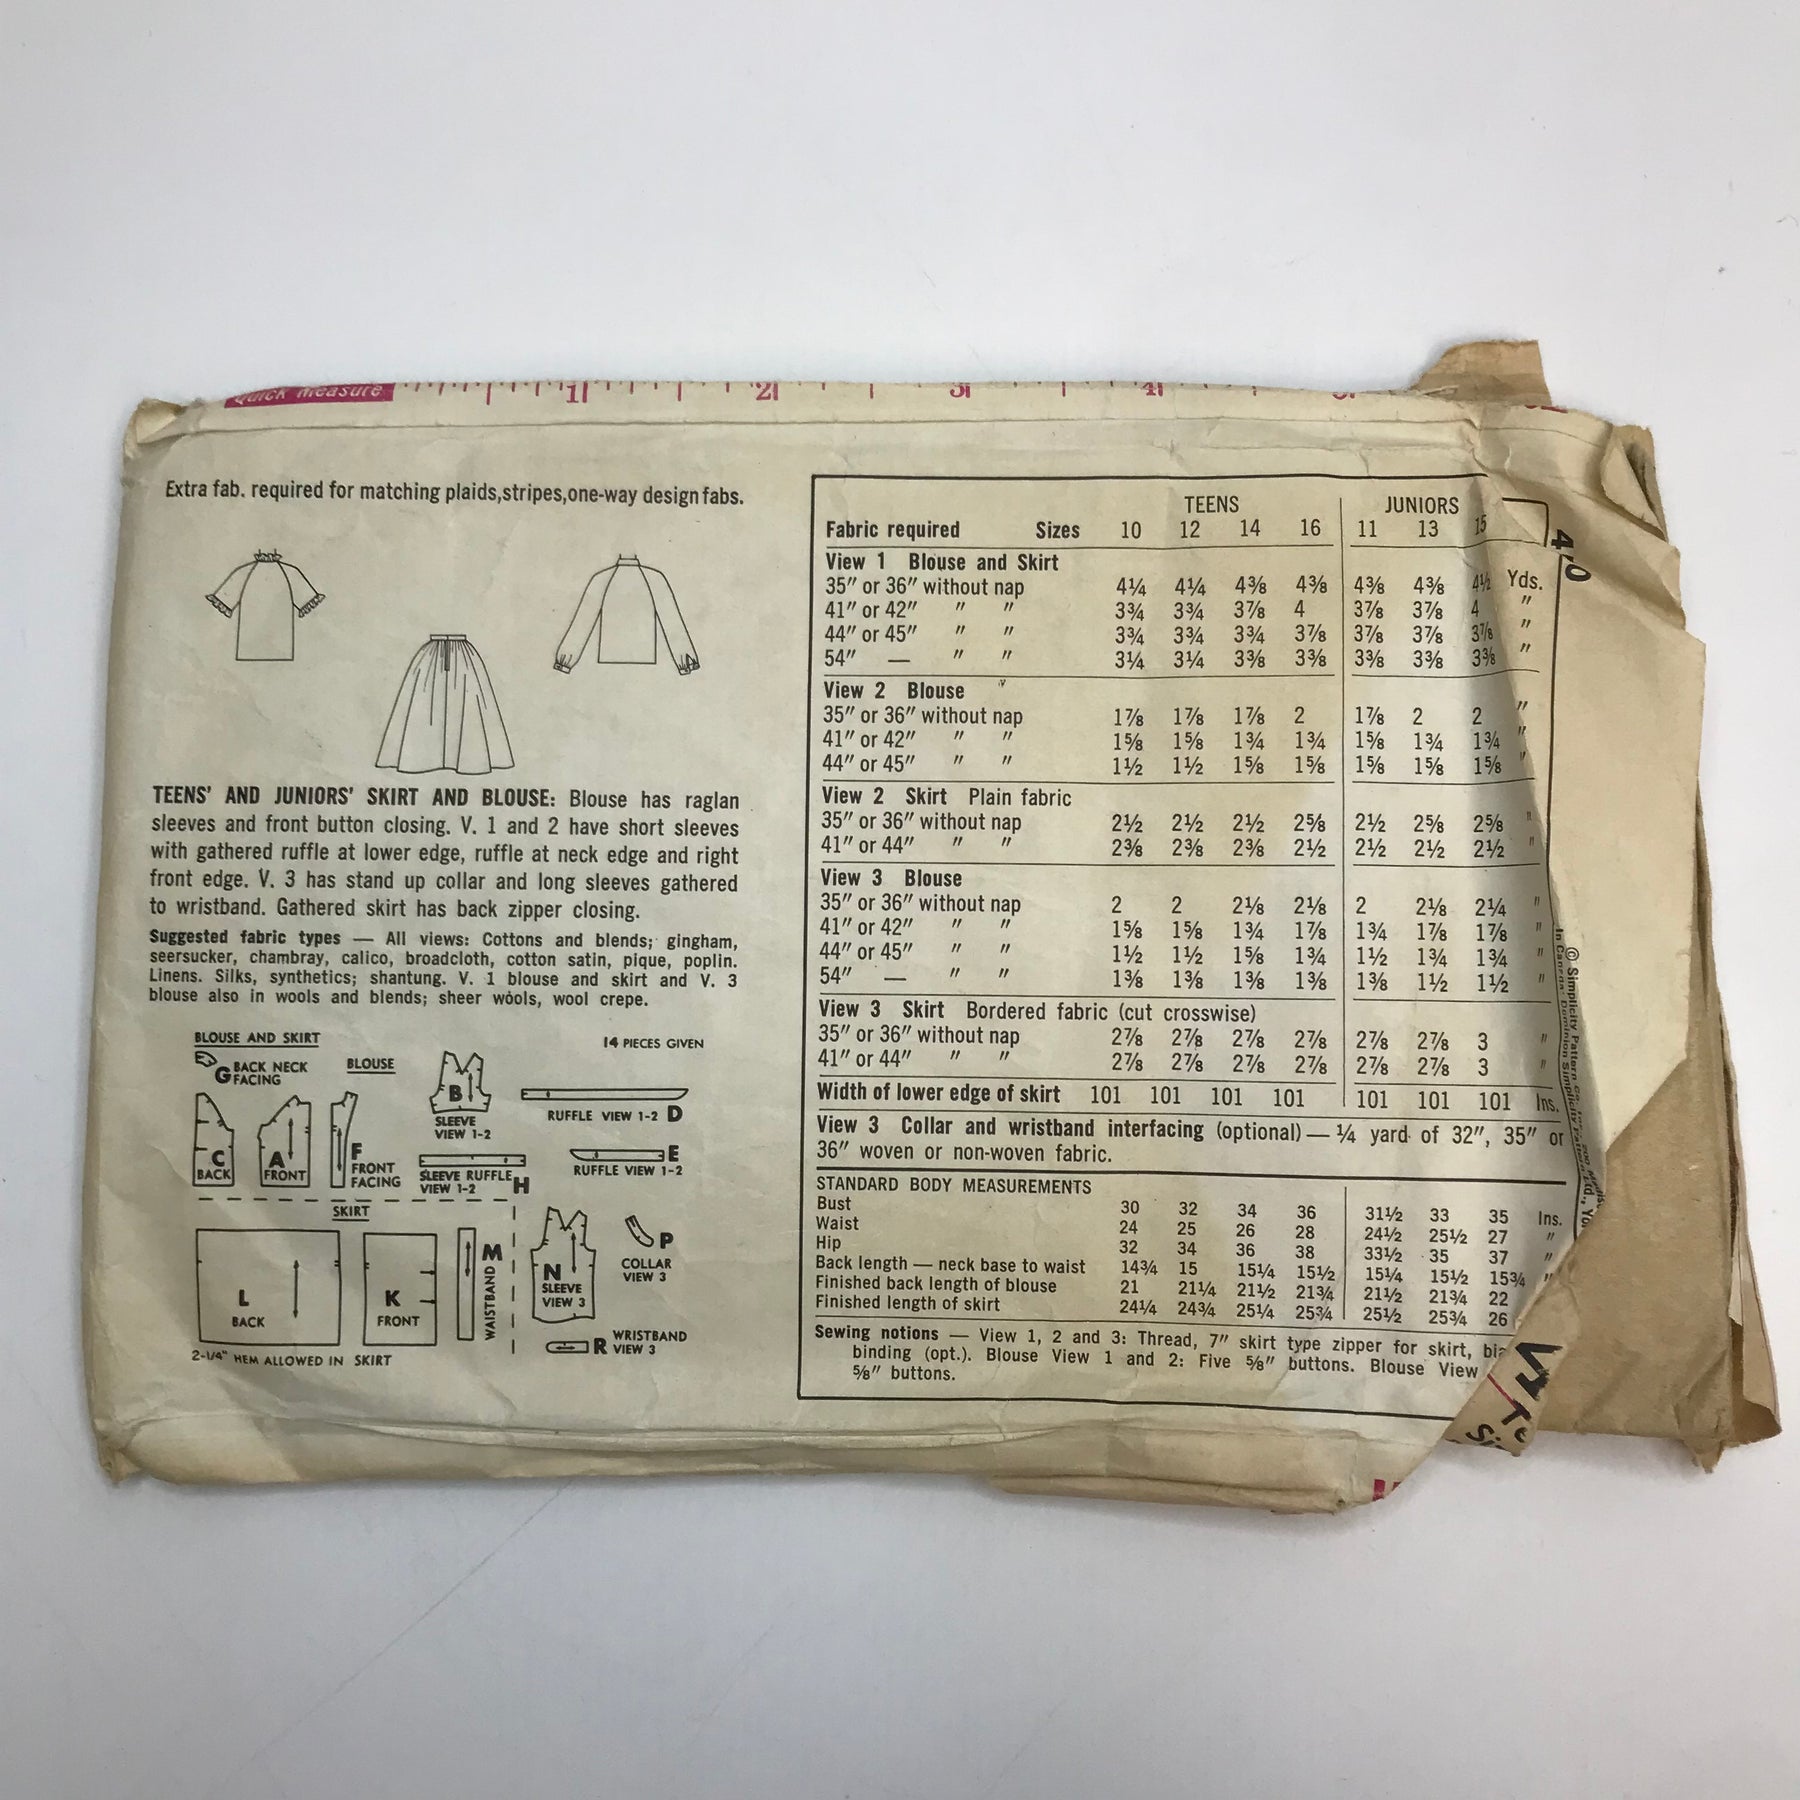 Quick Measure
1 2 3 4
Extra fab. required for matching plaids, stripes, one-way design fabs.
TEENS' AND JUNIORS' SKIRT AND BLOUSE: Blouse has raglan
sleeves and front button closing. V. 1 and 2 have short sleeves
with gathered ruffle at lower edge, ruffle at neck edge and right
front edge. V. 3 has stand up collar and long sleeves gathered
to wristband. Gathered skirt has back zipper closing.
Suggested fabric types — All views: Cottons and blends; gingham,
seersucker, chambray, calico, broadcloth, cotton satin, pique, poplin.
Linens. Silks, synthetics; shantung. V. 1 blouse and skirt and V. 3
blouse also in wools and blends; sheer wools, wool crepe.
BLOUSE AND SKIRT
14 PIECES GIVEN
G BACK NECK
FACING
BLOUSE
C
BACK
A
FRONT
F
FRONT
FACING
B
SLEEVE
VIEW 1-2
RUFFLE VIEW 1-2 D
SLEEVE RUFFLE
VIEW 1-2 H
E
RUFFLE VIEW 1-2
SKIRT
L
BACK
K
FRONT
M
WAISTBAND
N
SLEEVE
VIEW 3
P
COLLAR
VIEW 3
R WRISTBAND
VIEW 3
2-1/4" HEM ALLOWED IN SKIRT
TEENS JUNIORS
Fabric required Sizes 10 12 14 16 11 13 15
View 1 Blouse and Skirt
35" or 36" without nap 4¼ 4¼ 4⅜ 4⅜ 4⅜ 4⅜ 4½ Yds.
41" or 42" " " 3¾ 3¾ 3⅞ 4 3⅞ 3⅞ 4 "
44" or 45" " " 3¾ 3¾ 3¾ 3⅞ 3⅞ 3⅞ 3⅞ "
54" — " " 3¼ 3¼ 3⅜ 3⅜ 3⅜ 3⅜ 3⅜ "
View 2 Blouse
35" or 36" without nap 1⅞ 1⅞ 1⅞ 2 1⅞ 2 2 "
41" or 42" " " 1⅝ 1⅝ 1¾ 1¾ 1⅝ 1¾ 1¾ "
44" or 45" " " 1½ 1½ 1⅝ 1⅝ 1⅝ 1⅝ 1⅝ "
View 2 Skirt Plain fabric
35" or 36" without nap 2½ 2½ 2½ 2⅝ 2½ 2⅝ 2⅝ "
41" or 44" " " 2⅜ 2⅜ 2⅜ 2½ 2½ 2½ 2½ "
View 3 Blouse
35" or 36" without nap 2 2 2⅛ 2⅛ 2 2⅛ 2¼ "
41" or 42" " " 1⅝ 1⅝ 1¾ 1⅞ 1¾ 1⅞ 1⅞ "
44" or 45" " " 1½ 1½ 1⅝ 1¾ 1½ 1¾ 1¾ "
54" — " " 1⅜ 1⅜ 1⅜ 1⅜ 1⅜ 1½ 1½ "
View 3 Skirt Bordered fabric (cut crosswise)
35" or 36" without nap 2⅞ 2⅞ 2⅞ 2⅞ 2⅞ 2⅞ 3 "
41" or 44" " " 2⅞ 2⅞ 2⅞ 2⅞ 2⅞ 2⅞ 3 "
Width of lower edge of skirt 101 101 101 101 101 101 101 Ins.
View 3 Collar and wristband interfacing (optional) — ¼ yard of 32", 35" or
36" woven or non-woven fabric.
STANDARD BODY MEASUREMENTS
Bust 30 32 34 36 31½ 33 35 Ins.
Waist 24 25 26 28 24½ 25½ 27 "
Hip 32 34 36 38 33½ 35 37 "
Back length — neck base to waist 14¾ 15 15¼ 15½ 15¼ 15½ 15¾ "
Finished back length of blouse 21 21¼ 21½ 21¾ 21½ 21¾ 22
Finished length of skirt 24¼ 24¾ 25¼ 25¾ 25½ 25¾ 26
Sewing notions — View 1, 2 and 3: Thread, 7" skirt type zipper for skirt,
binding (opt.). Blouse View 1 and 2: Five ⅝" buttons. Blouse View
⅝" buttons.
© Simplicity Pattern Co.
In Canada: Dominion Simplicity